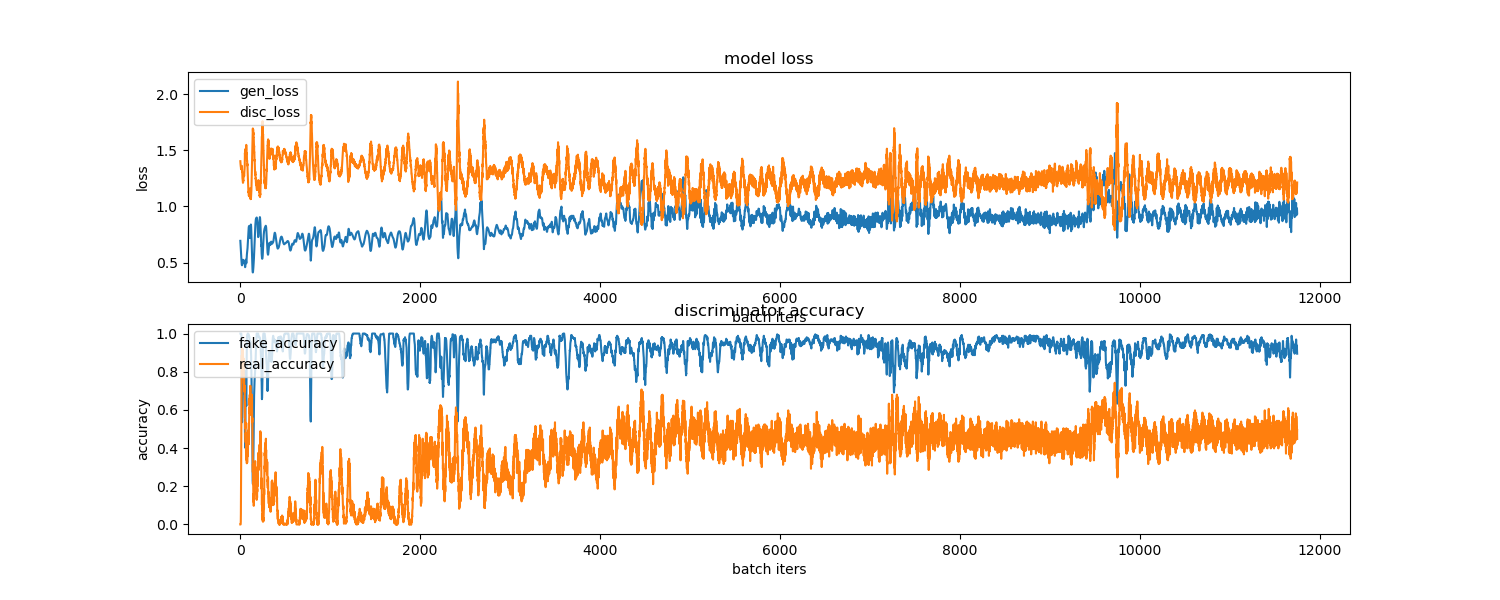 model loss
gen_loss
disc_loss
2.0
1.5
1.0
0.5
loss
0 2000 4000 6000 8000 10000 12000
batch iters
discriminator accuracy
fake_accuracy
real_accuracy
1.0
0.8
0.6
0.4
0.2
0.0
accuracy
0 2000 4000 6000 8000 10000 12000
batch iters